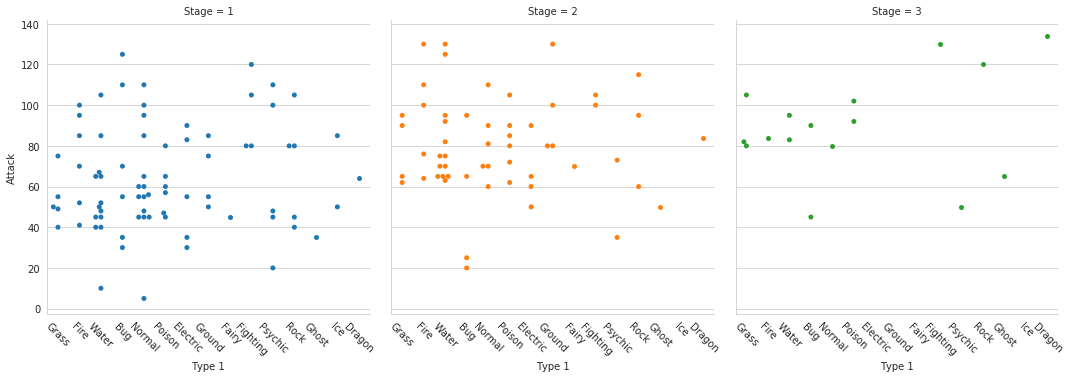 Stage = 1
Stage = 2
Stage = 3
140
120
100
80
60
40
20
0
Attack
Grass Fire Water Bug Normal Poison Electric Ground Fairy Fighting Psychic Rock Ghost Ice Dragon
Grass Fire Water Bug Normal Poison Electric Ground Fairy Fighting Psychic Rock Ghost Ice Dragon
Grass Fire Water Bug Normal Poison Electric Ground Fairy Fighting Psychic Rock Ghost Ice Dragon
Type 1
Type 1
Type 1